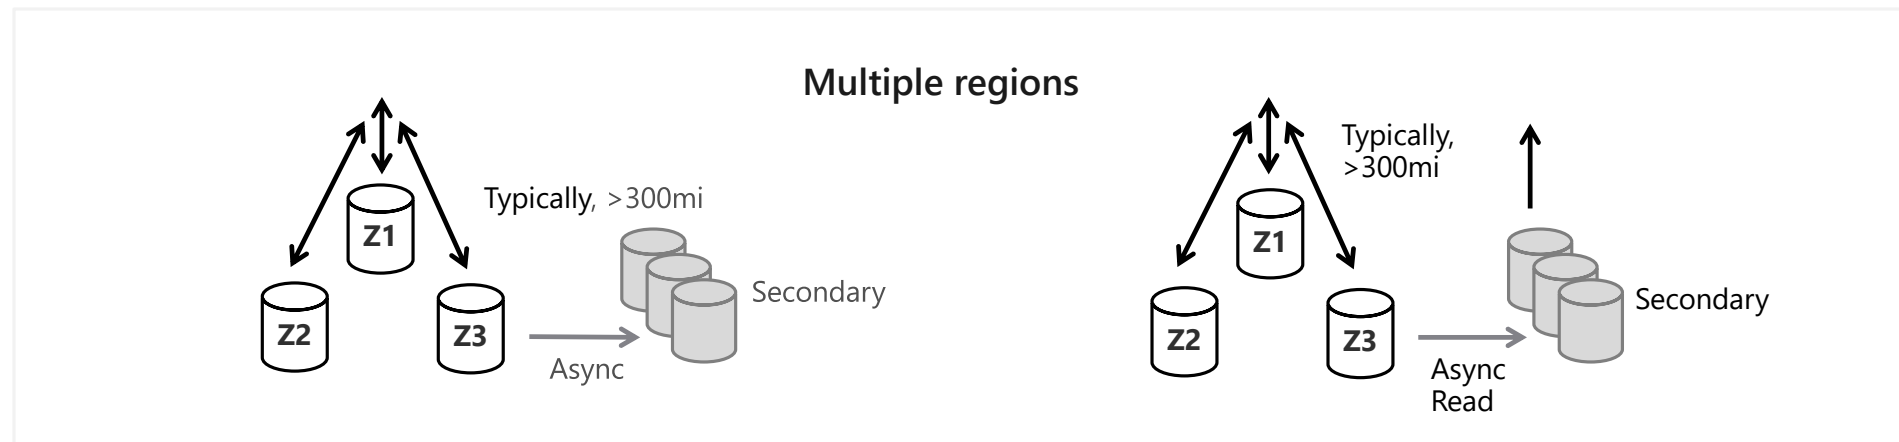 Multiple regions
Typically, >300mi
Z1
Z2
Z3
Secondary
Async
Typically,
>300mi
Z1
Z2
Z3
Secondary
Async
Read